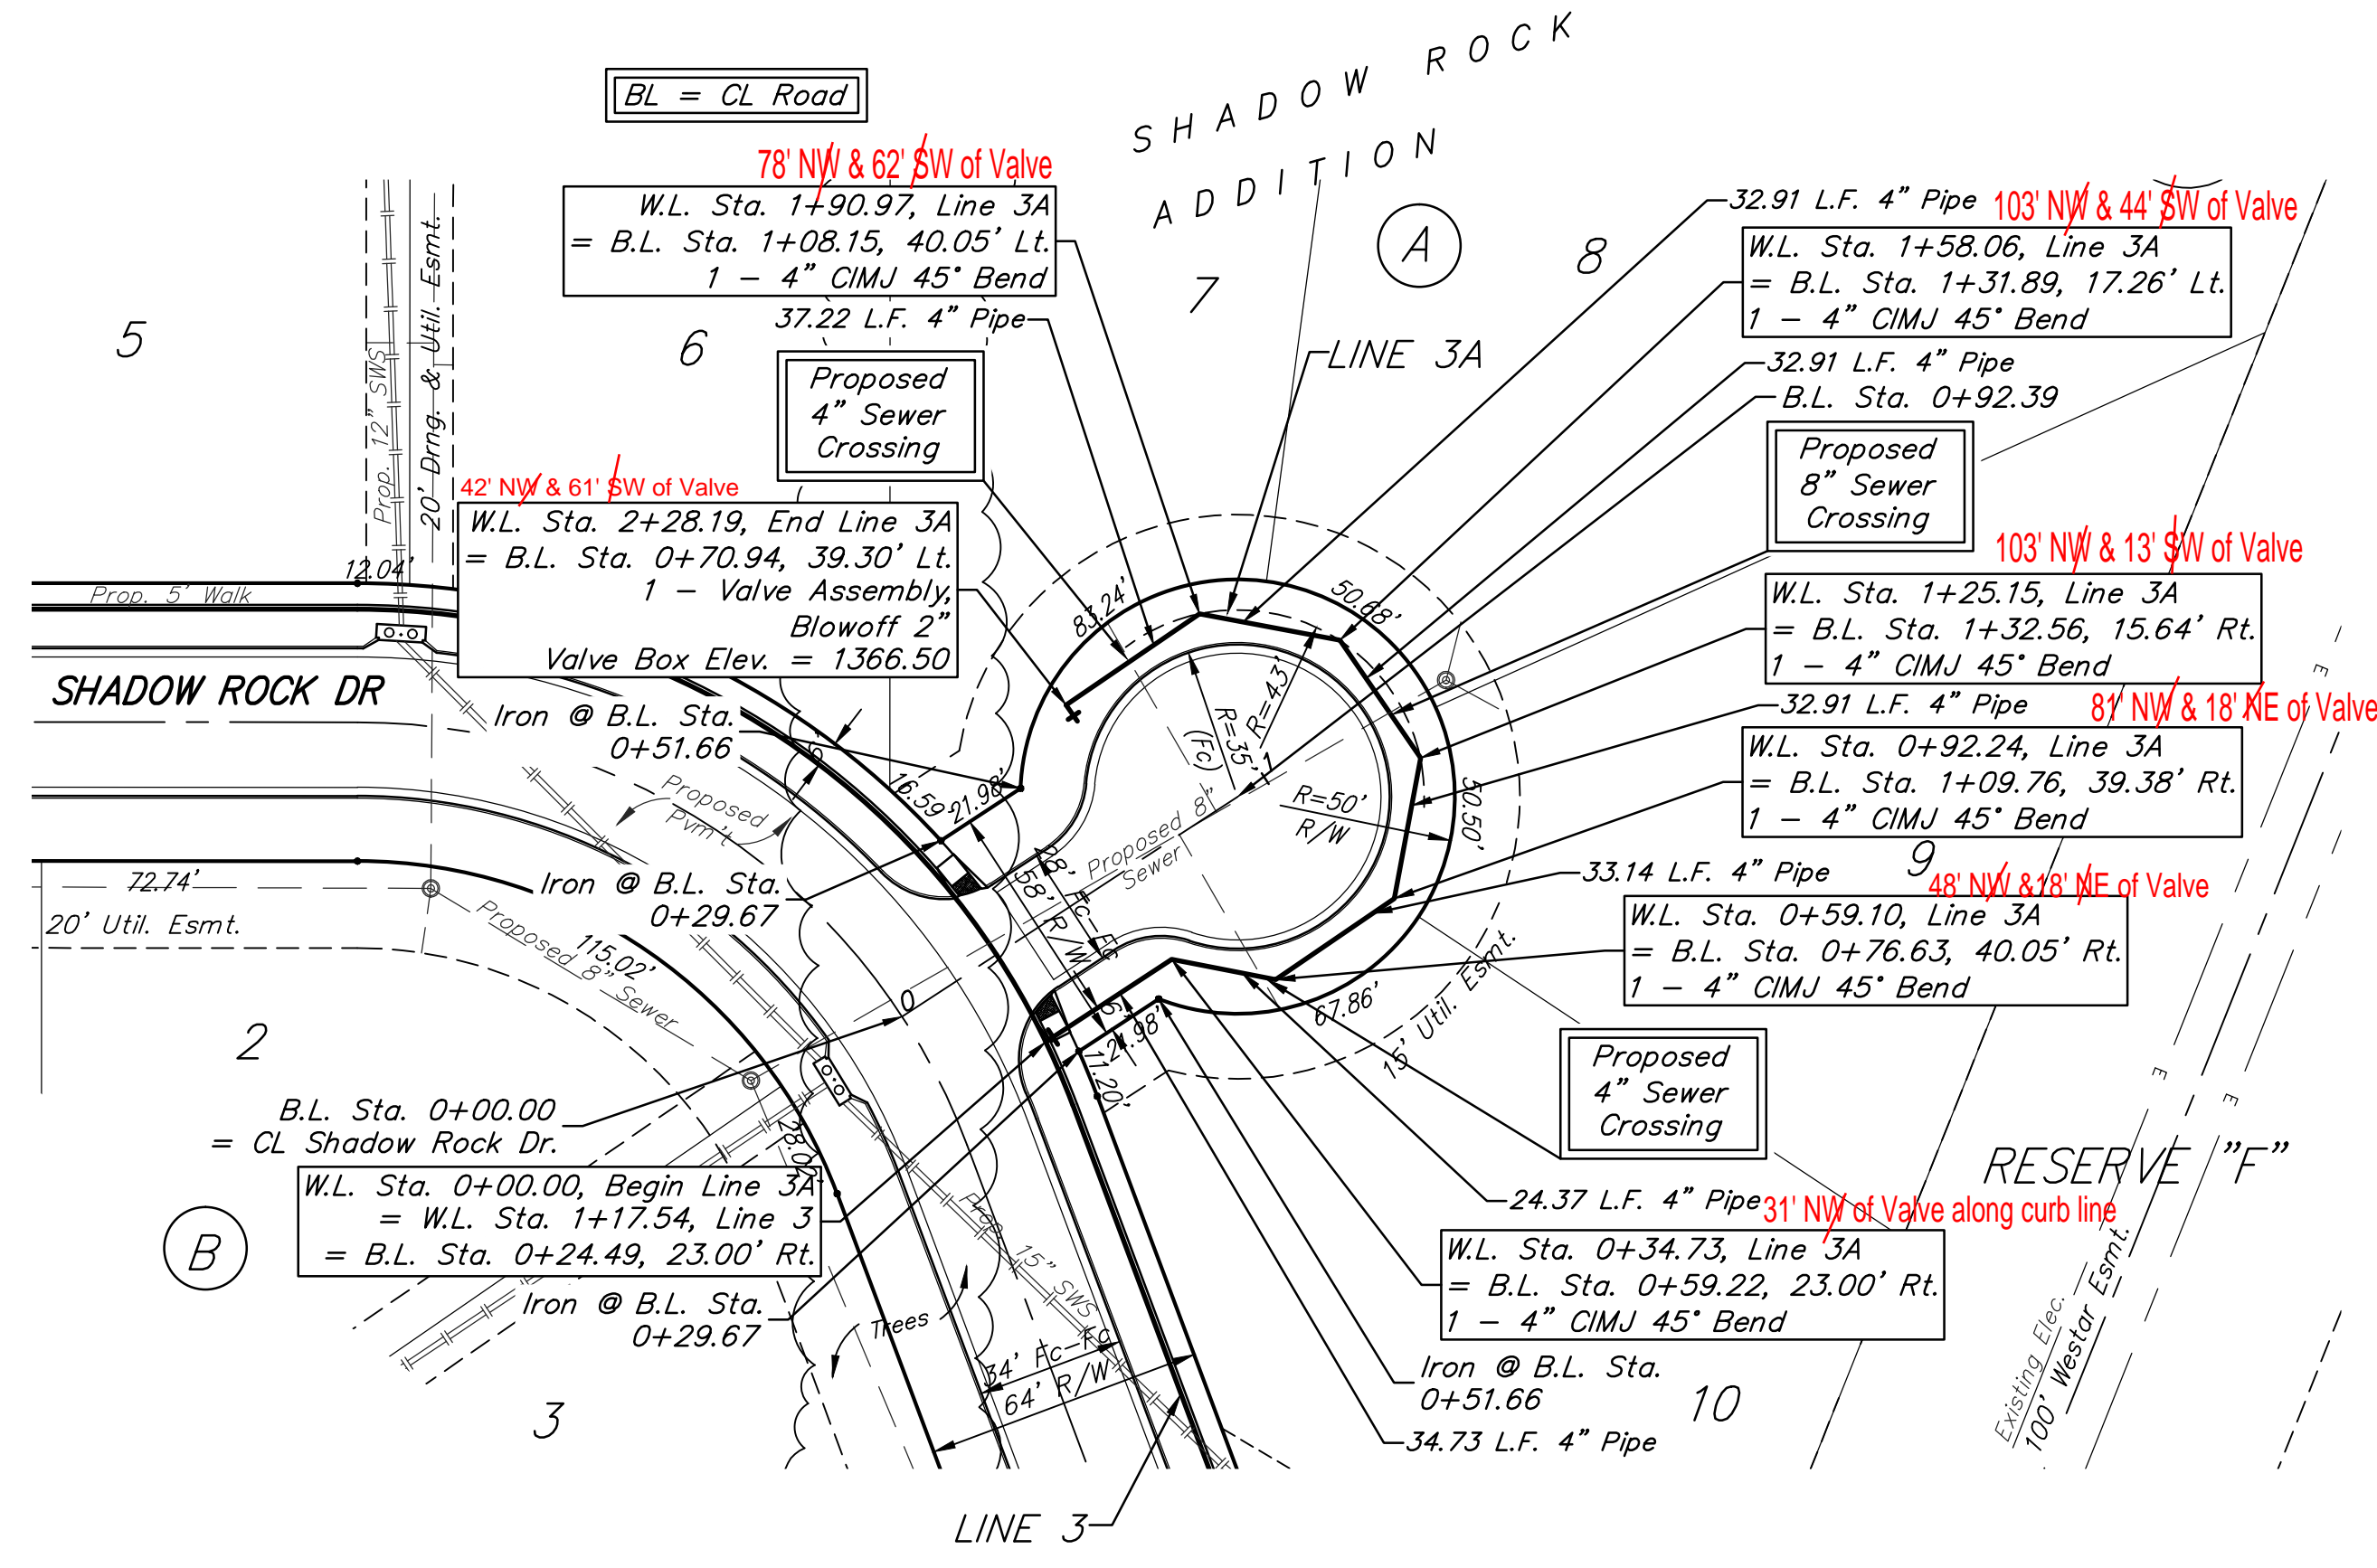 SHADOW ROCK
ADDITION
BL = CL Road
78' NW & 62' SW of Valve
W.L. Sta. 1+90.97, Line 3A
= B.L. Sta. 1+08.15, 40.05' Lt.
1 - 4" CIMJ 45° Bend
37.22 L.F. 4" Pipe
32.91 L.F. 4" Pipe
103' NW & 44' SW of Valve
W.L. Sta. 1+58.06, Line 3A
= B.L. Sta. 1+31.89, 17.26' Lt.
1 - 4" CIMJ 45° Bend
A
5
6
7
8
LINE 3A
32.91 L.F. 4" Pipe
B.L. Sta. 0+92.39
Proposed
4" Sewer
Crossing
Proposed
8" Sewer
Crossing
Prop. 12" SWS
20' Drng. & Util. Esmt.
42' NW & 61' SW of Valve
W.L. Sta. 2+28.19, End Line 3A
= B.L. Sta. 0+70.94, 39.30' Lt.
1 - Valve Assembly,
Blowoff 2"
Valve Box Elev. = 1366.50
103' NW & 13' SW of Valve
W.L. Sta. 1+25.15, Line 3A
= B.L. Sta. 1+32.56, 15.64' Rt.
1 - 4" CIMJ 45° Bend
12.04'
Prop. 5' Walk
83.24'
50.68'
SHADOW ROCK DR
Iron @ B.L. Sta.
0+51.66
6'
R=35'
(Fc)
R=43'
1
32.91 L.F. 4" Pipe
81' NW & 18' NE of Valve
W.L. Sta. 0+92.24, Line 3A
= B.L. Sta. 1+09.76, 39.38' Rt.
1 - 4" CIMJ 45° Bend
16.59'
21.98'
Proposed
Pvm't
R=50'
R/W
50.50'
Proposed 8"
Sewer
28' Fc-Fc
58' R/W
33.14 L.F. 4" Pipe
9
48' NW &18' NE of Valve
W.L. Sta. 0+59.10, Line 3A
= B.L. Sta. 0+76.63, 40.05' Rt.
1 - 4" CIMJ 45° Bend
72.74'
20' Util. Esmt.
Iron @ B.L. Sta.
0+29.67
Proposed 8" Sewer
115.02'
0
6'
21.98'
11.20'
67.86'
15' Util. Esmt.
2
B.L. Sta. 0+00.00
= CL Shadow Rock Dr.
28.02'
Proposed
4" Sewer
Crossing
RESERVE "F"
E
E
E
E
E
24.37 L.F. 4" Pipe
31' NW of Valve along curb line
W.L. Sta. 0+34.73, Line 3A
= B.L. Sta. 0+59.22, 23.00' Rt.
1 - 4" CIMJ 45° Bend
B
W.L. Sta. 0+00.00, Begin Line 3A
= W.L. Sta. 1+17.54, Line 3
= B.L. Sta. 0+24.49, 23.00' Rt.
Iron @ B.L. Sta.
0+29.67
Prop. 15" SWS
Trees
34' Fc-Fc
64' R/W
3
Iron @ B.L. Sta.
0+51.66
34.73 L.F. 4" Pipe
10
Existing Elec.
100' Westar Esmt.
LINE 3